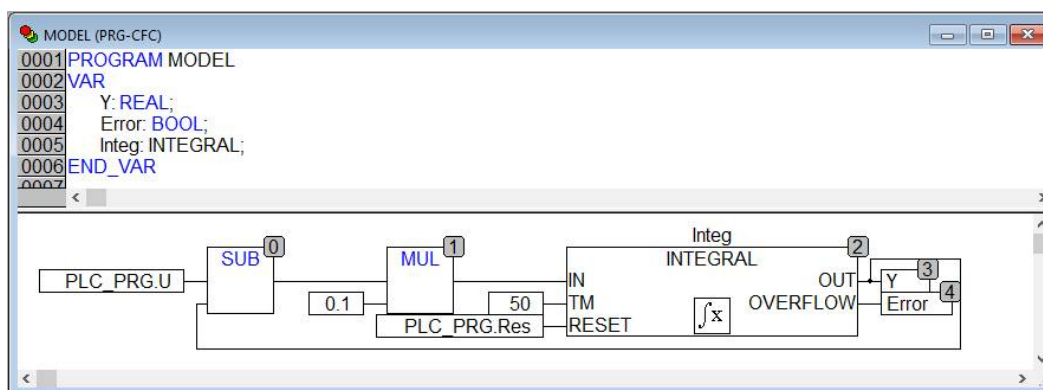 MODEL (PRG-CFC)
0001 PROGRAM MODEL
0002 VAR
0003 Y: REAL;
0004 Error: BOOL;
0005 Integ: INTEGRAL;
0006 END_VAR
0007
Integ
0 1 2
SUB MUL INTEGRAL
3
PLC_PRG.U IN OUT Y
4
0.1 50 TM OVERFLOW Error
PLC_PRG.Res RESET ∫x